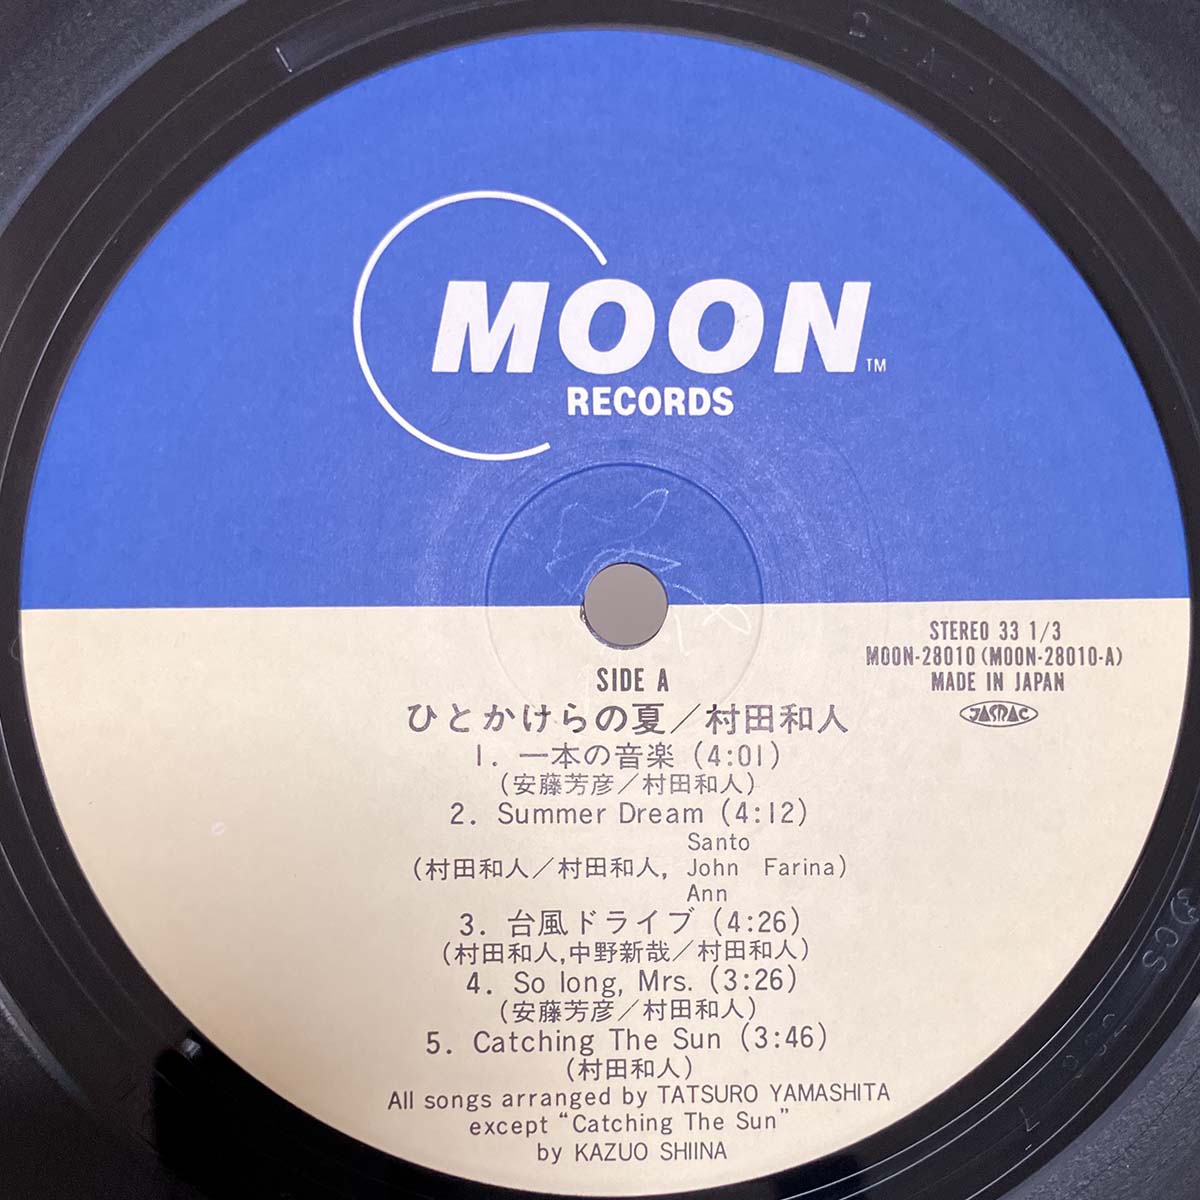 MOON TM
RECORDS
STEREO 33 1/3
MOON-28010 (MOON-28010-A)
MADE IN JAPAN
JASRAC
SIDE A
ひとかけらの夏／村田和人
1. 一本の音楽 (4:01)
(安藤芳彦／村田和人)
2. Summer Dream (4:12)
Santo
(村田和人／村田和人, John Farina)
Ann
3. 台風ドライブ (4:26)
(村田和人,中野新哉／村田和人)
4. So long, Mrs. (3:26)
(安藤芳彦／村田和人)
5. Catching The Sun (3:46)
(村田和人)
All songs arranged by TATSURO YAMASHITA
except “Catching The Sun”
by KAZUO SHIINA